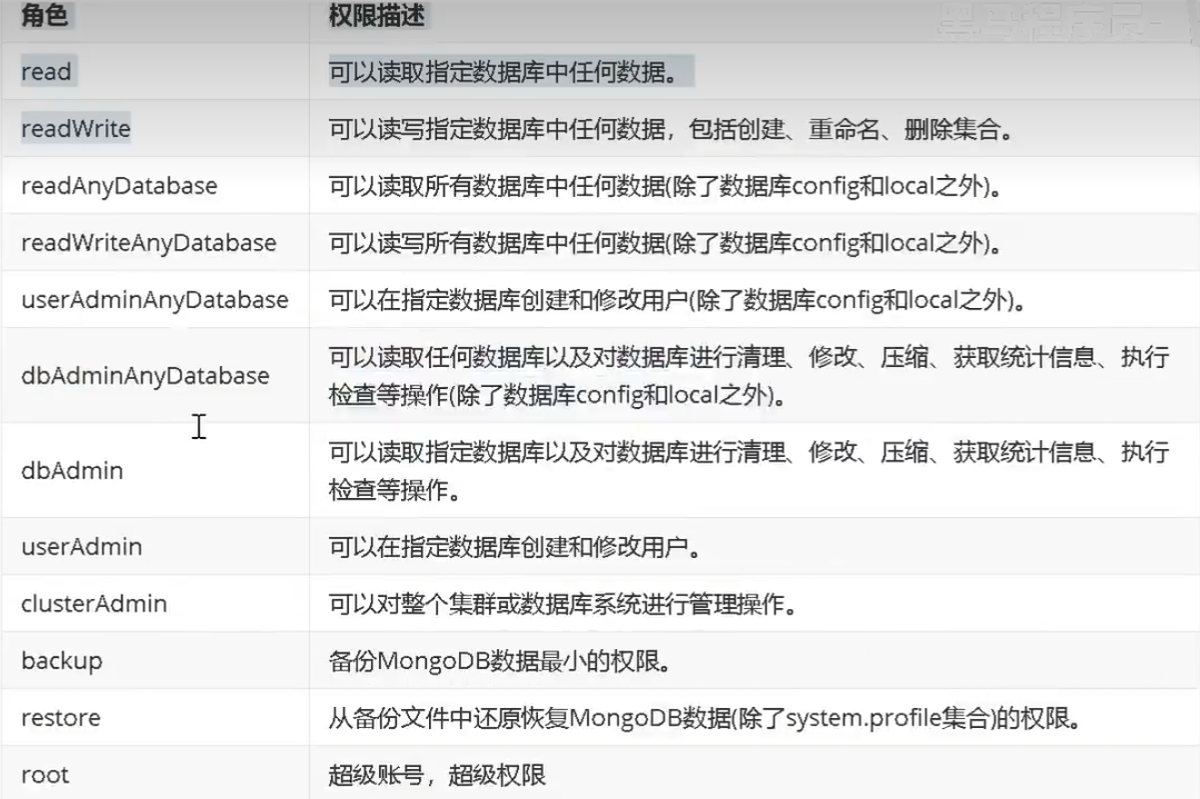 角色 权限描述
黑马程序员-
read 可以读取指定数据库中任何数据。
readWrite 可以读写指定数据库中任何数据，包括创建、重命名、删除集合。
readAnyDatabase 可以读取所有数据库中任何数据(除了数据库config和local之外)。
readWriteAnyDatabase 可以读写所有数据库中任何数据(除了数据库config和local之外)。
userAdminAnyDatabase 可以在指定数据库创建和修改用户(除了数据库config和local之外)。
dbAdminAnyDatabase 可以读取任何数据库以及对数据库进行清理、修改、压缩、获取统计信息、执行
检查等操作(除了数据库config和local之外)。
dbAdmin 可以读取指定数据库以及对数据库进行清理、修改、压缩、获取统计信息、执行
检查等操作。
userAdmin 可以在指定数据库创建和修改用户。
clusterAdmin 可以对整个集群或数据库系统进行管理操作。
backup 备份MongoDB数据最小的权限。
restore 从备份文件中还原恢复MongoDB数据(除了system.profile集合)的权限。
root 超级账号，超级权限